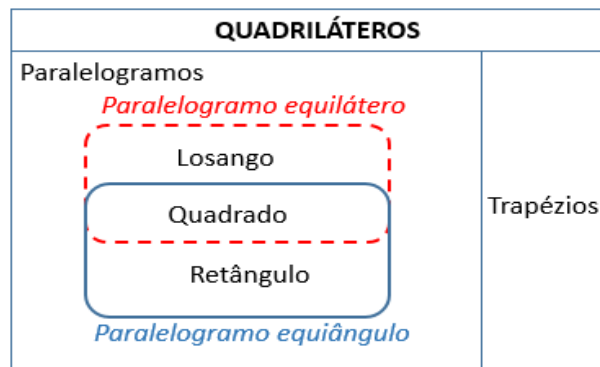 QUADRILÁTEROS
Paralelogramos
Paralelogramo equilátero
Losango
Quadrado
Retângulo
Paralelogramo equiângulo
Trapézios